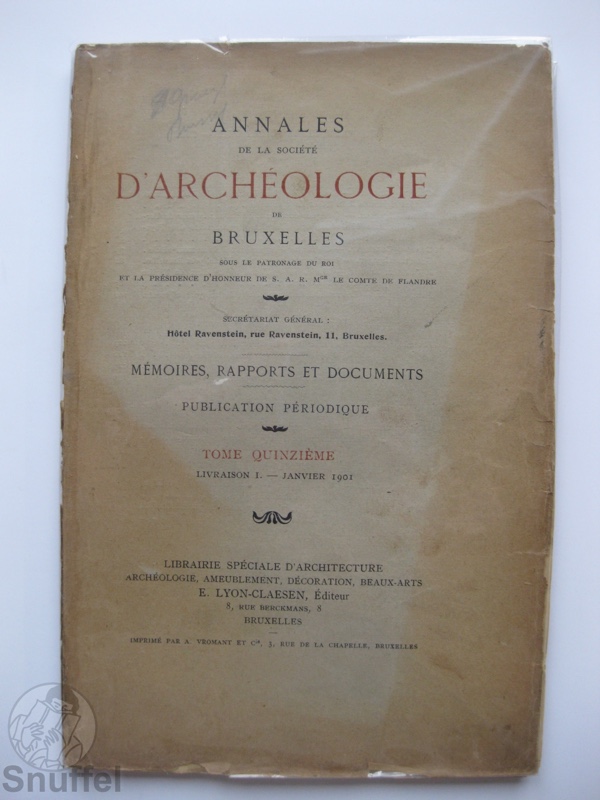 ANNALES
DE LA SOCIÉTÉ
D'ARCHÉOLOGIE
DE
BRUXELLES
SOUS LE PATRONAGE DU ROI
ET LA PRÉSIDENCE D'HONNEUR DE S. A. R. Mgr LE COMTE DE FLANDRE
SECRÉTARIAT GÉNÉRAL :
Hôtel Ravenstein, rue Ravenstein, 11, Bruxelles.
MÉMOIRES, RAPPORTS ET DOCUMENTS
PUBLICATION PÉRIODIQUE
TOME QUINZIÈME
LIVRAISON I. — JANVIER 1901
LIBRAIRIE SPÉCIALE D'ARCHITECTURE
ARCHÉOLOGIE, AMEUBLEMENT, DÉCORATION, BEAUX-ARTS
E. LYON-CLAESEN, Éditeur
8, RUE BERCKMANS, 8
BRUXELLES
IMPRIMÉ PAR A. VROMANT ET Cie, 3, RUE DE LA CHAPELLE, BRUXELLES
Snuffel